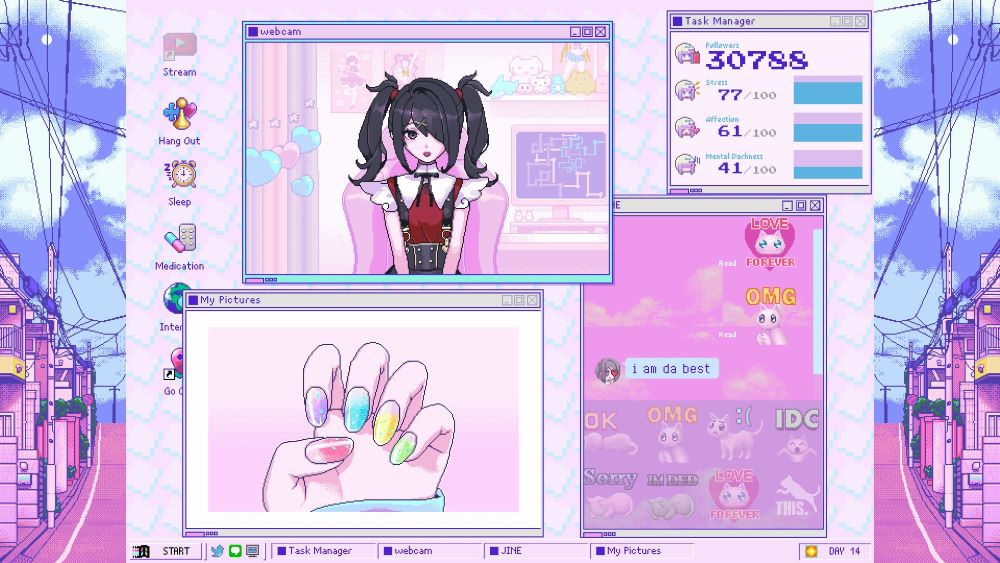 webcam
Task Manager
Followers
30788
Stress
77/100
Affection
61/100
Mental Darkness
41/100
Stream
Hang Out
Sleep
Medication
My Pictures
LOVE
FOREVER
Read
OMG
Read
i am da best
OK
OMG
:(
IDC
Sorry
IM DED
LOVE
FOREVER
THIS.
START
Task Manager
webcam
JINE
My Pictures
DAY 14